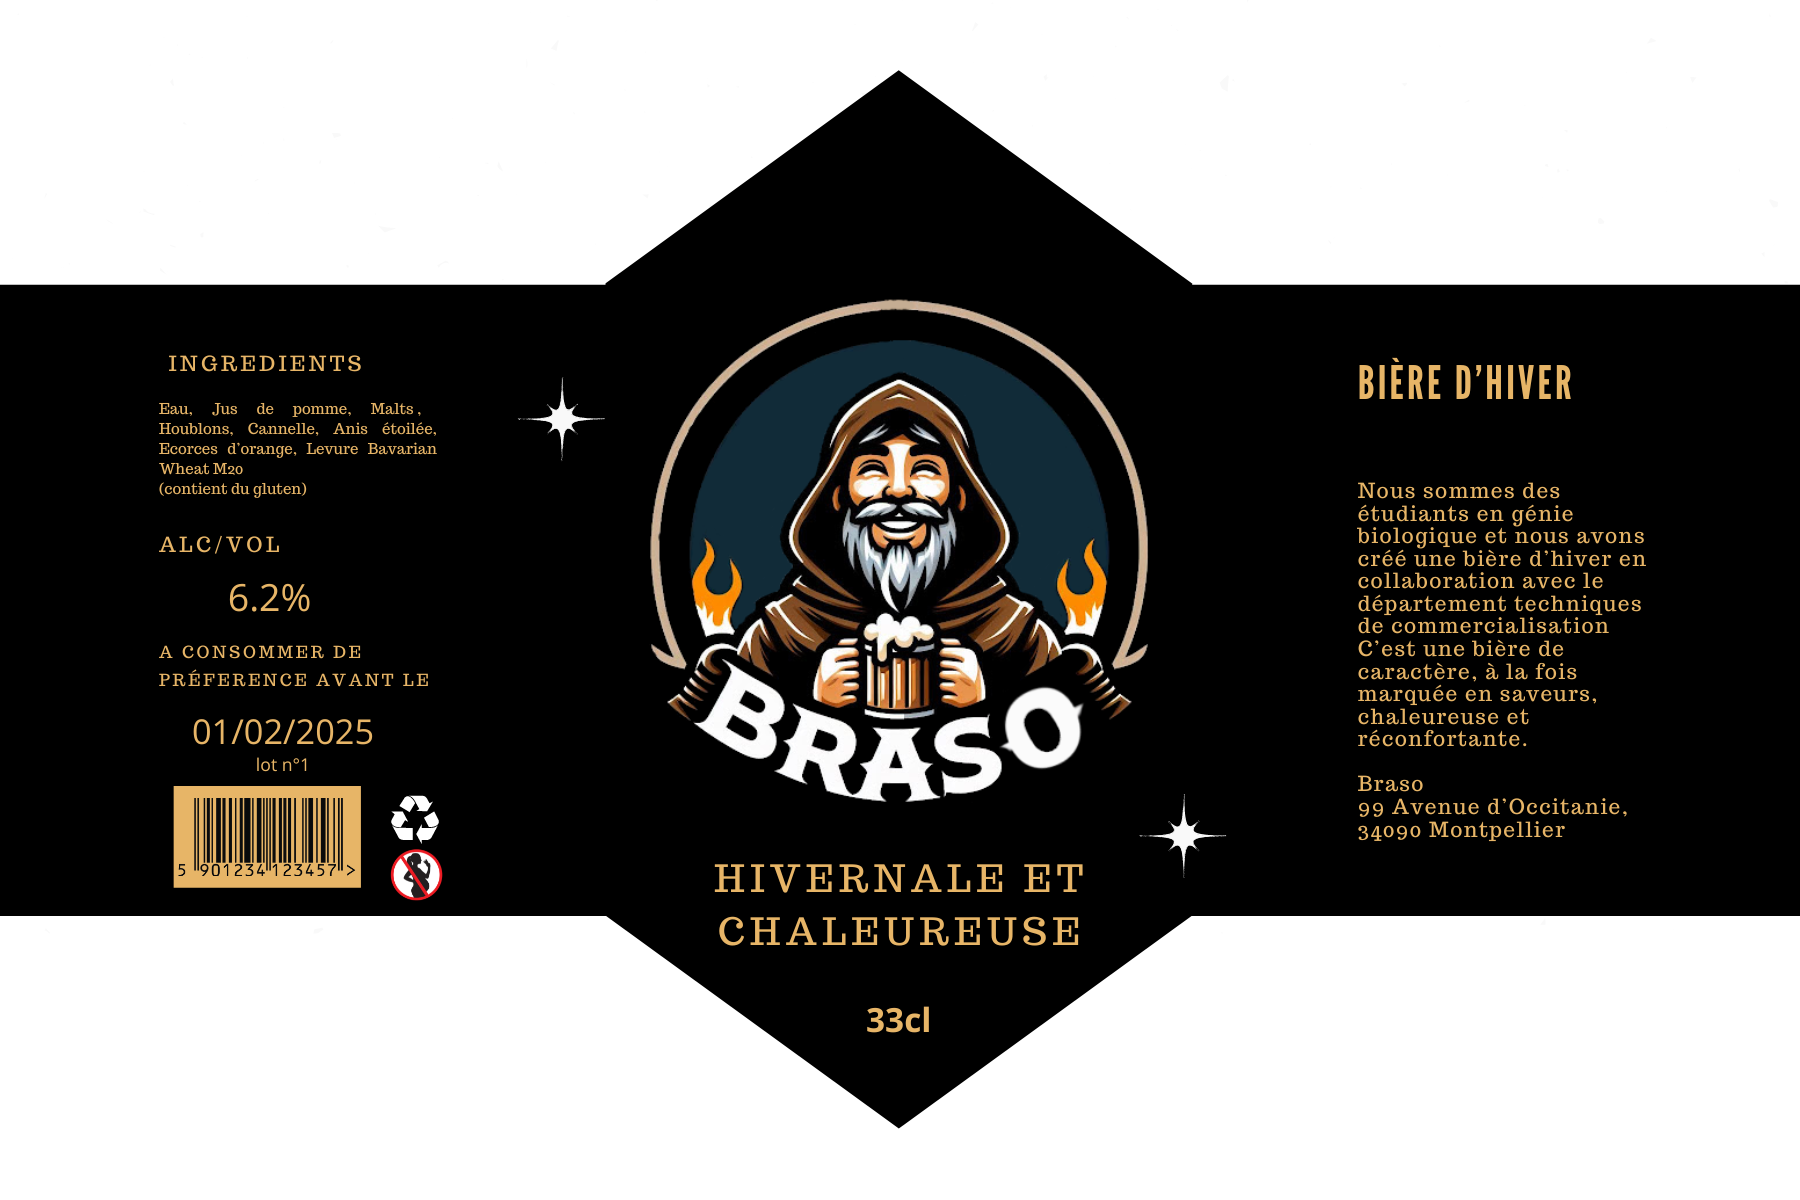 INGREDIENTS
Eau, Jus de pomme, Malts ,
Houblons, Cannelle, Anis étoilée,
Ecorces d'orange, Levure Bavarian
Wheat M20
(contient du gluten)
ALC/VOL
6.2%
A CONSOMMER DE
PRÉFERENCE AVANT LE
01/02/2025
lot n°1
5 901234 123457 >
BRASO
HIVERNALE ET
CHALEUREUSE
33cl
BIÈRE D'HIVER
Nous sommes des
étudiants en génie
biologique et nous avons
créé une bière d'hiver en
collaboration avec le
département techniques
de commercialisation
C'est une bière de
caractère, à la fois
marquée en saveurs,
chaleureuse et
réconfortante.
Braso
99 Avenue d'Occitanie,
34090 Montpellier